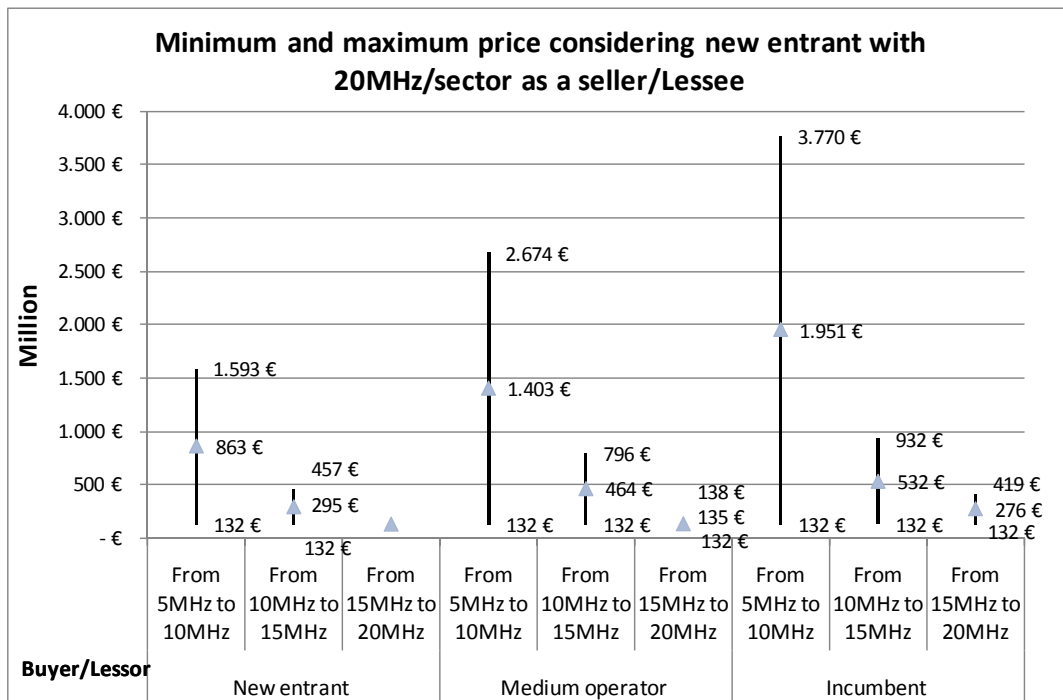 Minimum and maximum price considering new entrant with
20MHz/sector as a seller/Lessee
Million
4.000 €
3.500 €
3.000 €
2.500 €
2.000 €
1.500 €
1.000 €
500 €
- €
1.593 €
863 €
132 €
457 €
295 €
132 €
2.674 €
1.403 €
132 €
796 €
464 €
132 €
138 €
135 €
132 €
3.770 €
1.951 €
132 €
932 €
532 €
132 €
419 €
276 €
132 €
From
5MHz to
10MHz
From
10MHz to
15MHz
From
15MHz to
20MHz
From
5MHz to
10MHz
From
10MHz to
15MHz
From
15MHz to
20MHz
From
5MHz to
10MHz
From
10MHz to
15MHz
From
15MHz to
20MHz
Buyer/Lessor
New entrant
Medium operator
Incumbent